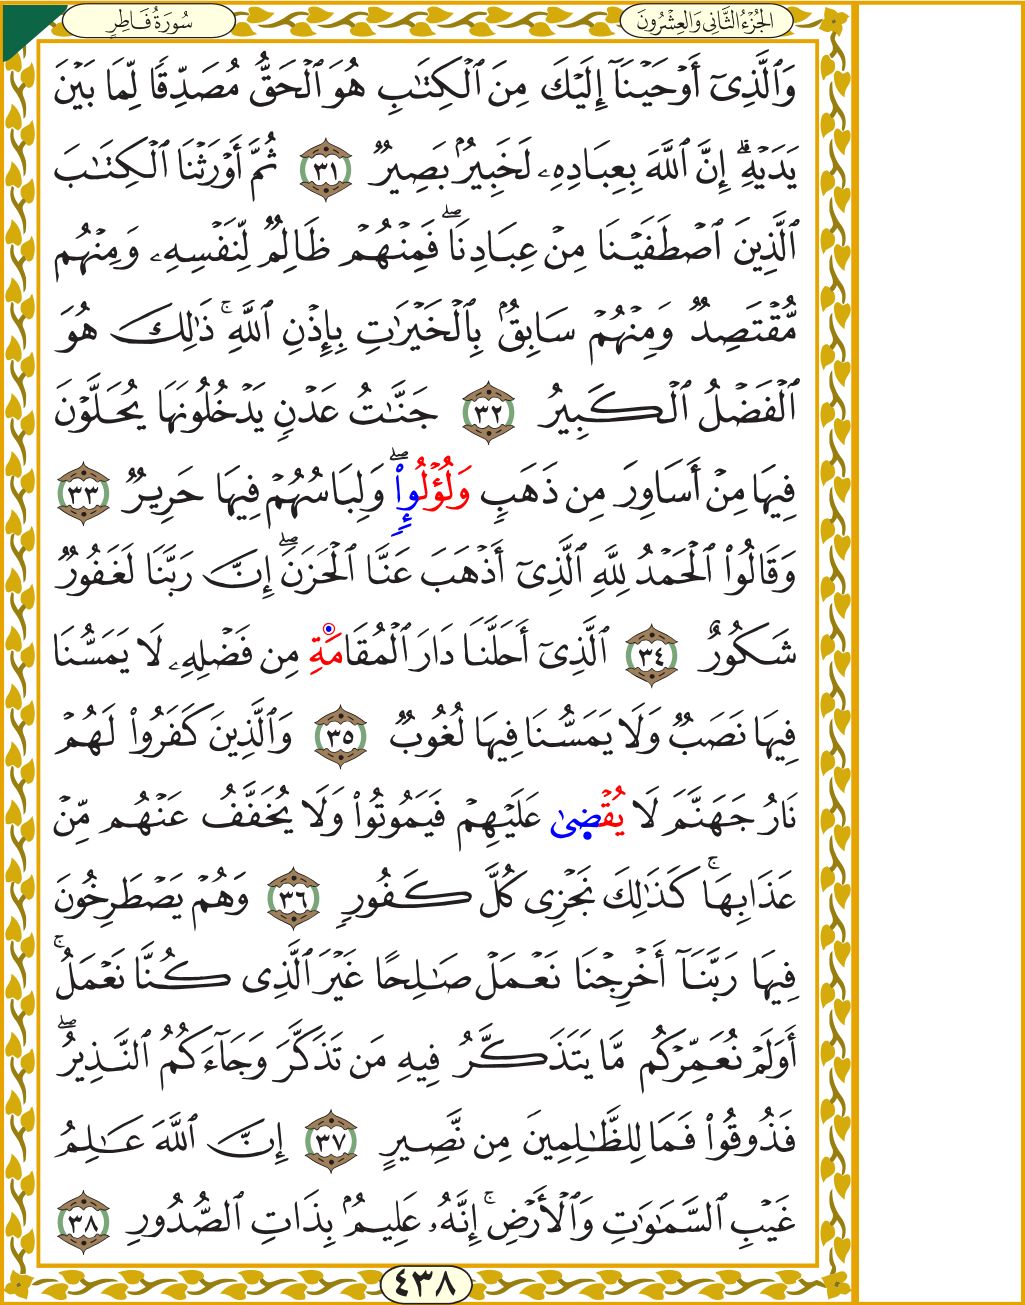 سُورَةُ فَاطِرٍ
الجُزْءُ الثَّانِي وَالعِشْرُونَ
وَٱلَّذِىٓ أَوۡحَيۡنَآ إِلَيۡكَ مِنَ ٱلۡكِتَٰبِ هُوَ ٱلۡحَقُّ مُصَدِّقٗا لِّمَا بَيۡنَ
يَدَيۡهِۗ إِنَّ ٱللَّهَ بِعِبَادِهِۦ لَخَبِيرُۢ بَصِيرٞ ٣١ ثُمَّ أَوۡرَثۡنَا ٱلۡكِتَٰبَ
ٱلَّذِينَ ٱصۡطَفَيۡنَا مِنۡ عِبَادِنَاۖ فَمِنۡهُمۡ ظَالِمٞ لِّنَفۡسِهِۦ وَمِنۡهُم
مُّقۡتَصِدٞ وَمِنۡهُمۡ سَابِقُۢ بِٱلۡخَيۡرَٰتِ بِإِذۡنِ ٱللَّهِۚ ذَٰلِكَ هُوَ
ٱلۡفَضۡلُ ٱلۡكَبِيرُ ٣٢ جَنَّٰتُ عَدۡنٖ يَدۡخُلُونَهَا يُحَلَّوۡنَ
فِيهَا مِنۡ أَسَاوِرَ مِن ذَهَبٖ وَلُؤۡلُوِٕاْۖ وَلِبَاسُهُمۡ فِيهَا حَرِيرٞ ٣٣
وَقَالُواْ ٱلۡحَمۡدُ لِلَّهِ ٱلَّذِىٓ أَذۡهَبَ عَنَّا ٱلۡحَزَنَۖ إِنَّ رَبَّنَا لَغَفُورٞ
شَكُورٌ ٣٤ ٱلَّذِىٓ أَحَلَّنَا دَارَ ٱلۡمُقَامَةِ مِن فَضۡلِهِۦ لَا يَمَسُّنَا
فِيهَا نَصَبٞ وَلَا يَمَسُّنَا فِيهَا لُغُوبٞ ٣٥ وَٱلَّذِينَ كَفَرُواْ لَهُمۡ
نَارُ جَهَنَّمَ لَا يُقۡضىٰ عَلَيۡهِمۡ فَيَمُوتُواْ وَلَا يُخَفَّفُ عَنۡهُم مِّنۡ
عَذَابِهَاۚ كَذَٰلِكَ نَجۡزِى كُلَّ كَفُورٖ ٣٦ وَهُمۡ يَصۡطَرِخُونَ
فِيهَا رَبَّنَآ أَخۡرِجۡنَا نَعۡمَلۡ صَٰلِحًا غَيۡرَ ٱلَّذِى كُنَّا نَعۡمَلُۚ
أَوَلَمۡ نُعَمِّرۡكُم مَّا يَتَذَكَّرُ فِيهِ مَن تَذَكَّرَ وَجَآءَكُمُ ٱلنَّذِيرُۖ
فَذُوقُواْ فَمَا لِلظَّٰلِمِينَ مِن نَّصِيرٍ ٣٧ إِنَّ ٱللَّهَ عَٰلِمُ
غَيۡبِ ٱلسَّمَٰوَٰتِ وَٱلۡأَرۡضِۚ إِنَّهُۥ عَلِيمُۢ بِذَاتِ ٱلصُّدُورِ ٣٨
٤٣٨